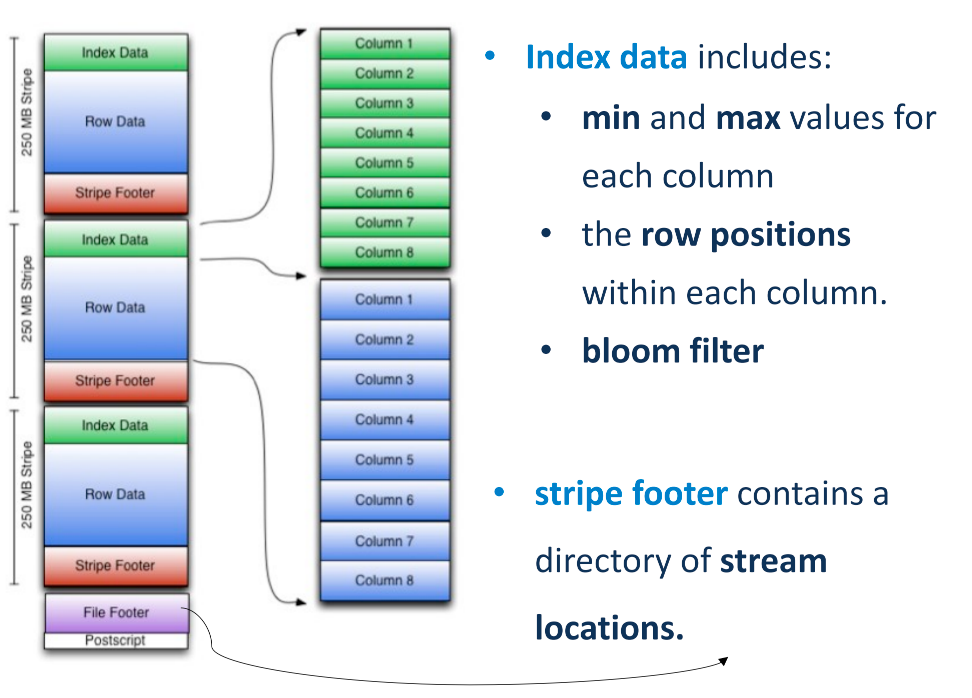 250 MB Stripe
Index Data
Row Data
Stripe Footer
250 MB Stripe
Index Data
Row Data
Stripe Footer
250 MB Stripe
Index Data
Row Data
Stripe Footer
File Footer
Postscript
Column 1
Column 2
Column 3
Column 4
Column 5
Column 6
Column 7
Column 8
Column 1
Column 2
Column 3
Column 4
Column 5
Column 6
Column 7
Column 8
• Index data includes:
• min and max values for
each column
• the row positions
within each column.
• bloom filter
• stripe footer contains a
directory of stream
locations.